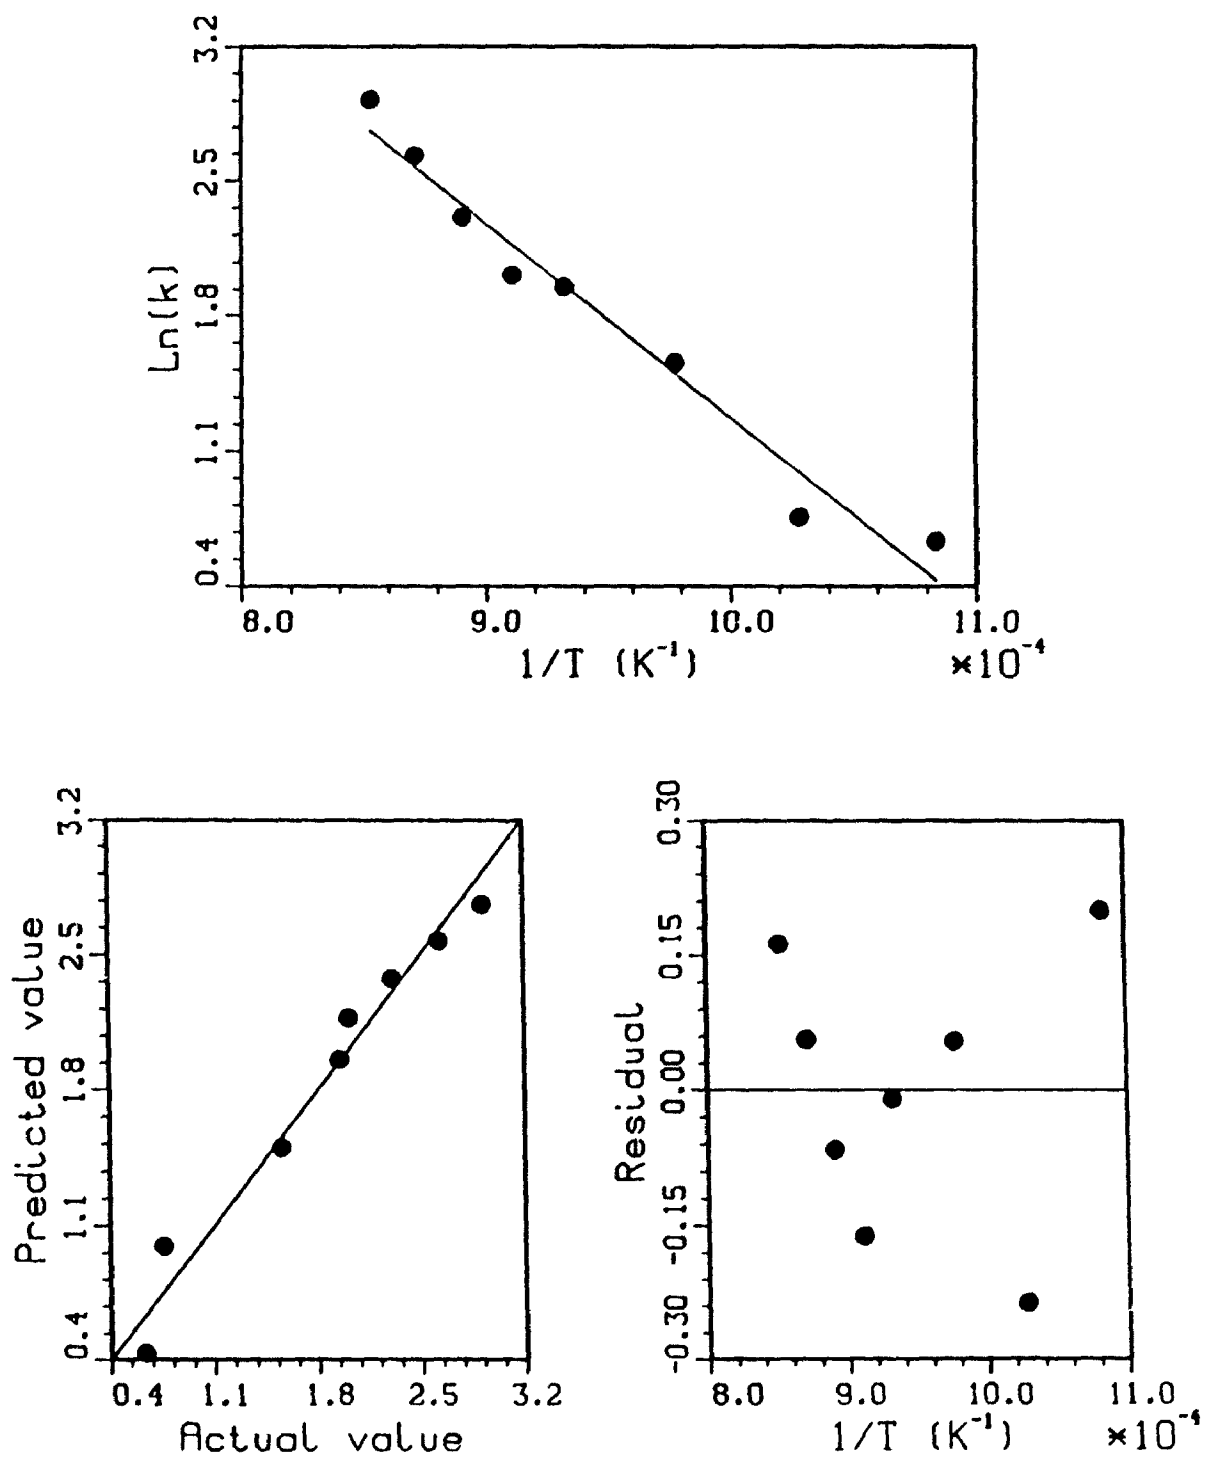 3.2
2.5
1.8
1.1
0.4
Ln(k)
8.0 9.0 10.0 11.0
1/T (K⁻¹) ×10⁻⁴
3.2
2.5
1.8
1.1
0.4
Predicted value
0.4 1.1 1.8 2.5 3.2
Actual value
0.30
0.15
0.00
-0.15
-0.30
Residual
8.0 9.0 10.0 11.0
1/T (K⁻¹) ×10⁻⁴